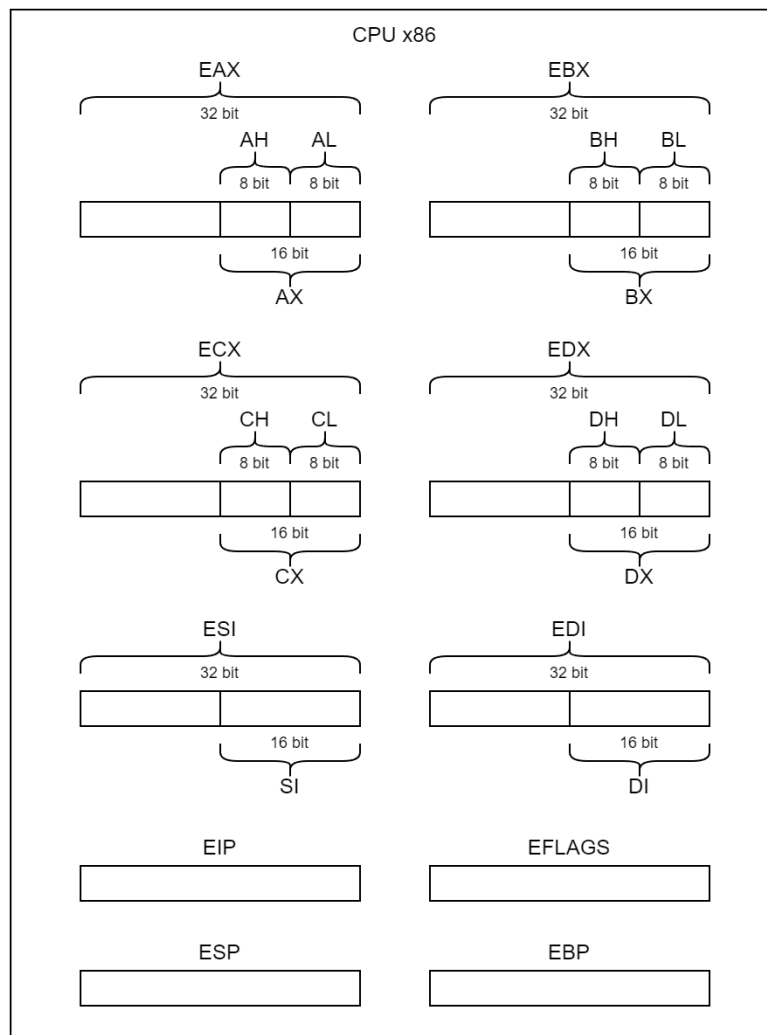 CPU x86
EAX EBX
32 bit 32 bit
AH AL BH BL
8 bit 8 bit 8 bit 8 bit
16 bit 16 bit
AX BX
ECX EDX
32 bit 32 bit
CH CL DH DL
8 bit 8 bit 8 bit 8 bit
16 bit 16 bit
CX DX
ESI EDI
32 bit 32 bit
16 bit 16 bit
SI DI
EIP EFLAGS
ESP EBP